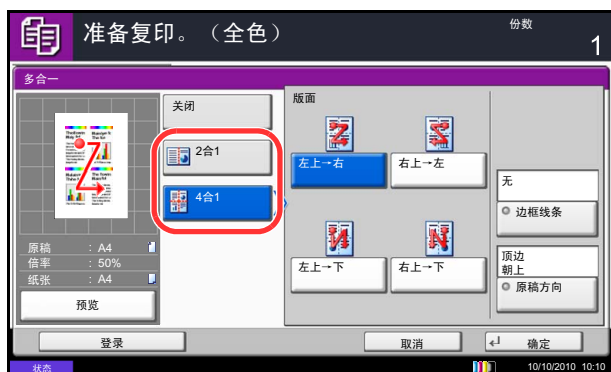 准备复印。（全色）
份数
1
多合一
关闭
2合1
4合1
版面
左上→右
右上→左
左上→下
右上→下
无
边框线条
顶边
朝上
原稿方向
原稿 : A4
倍率 : 50%
纸张 : A4
预览
登录
取消
确定
状态
10/10/2010 10:10